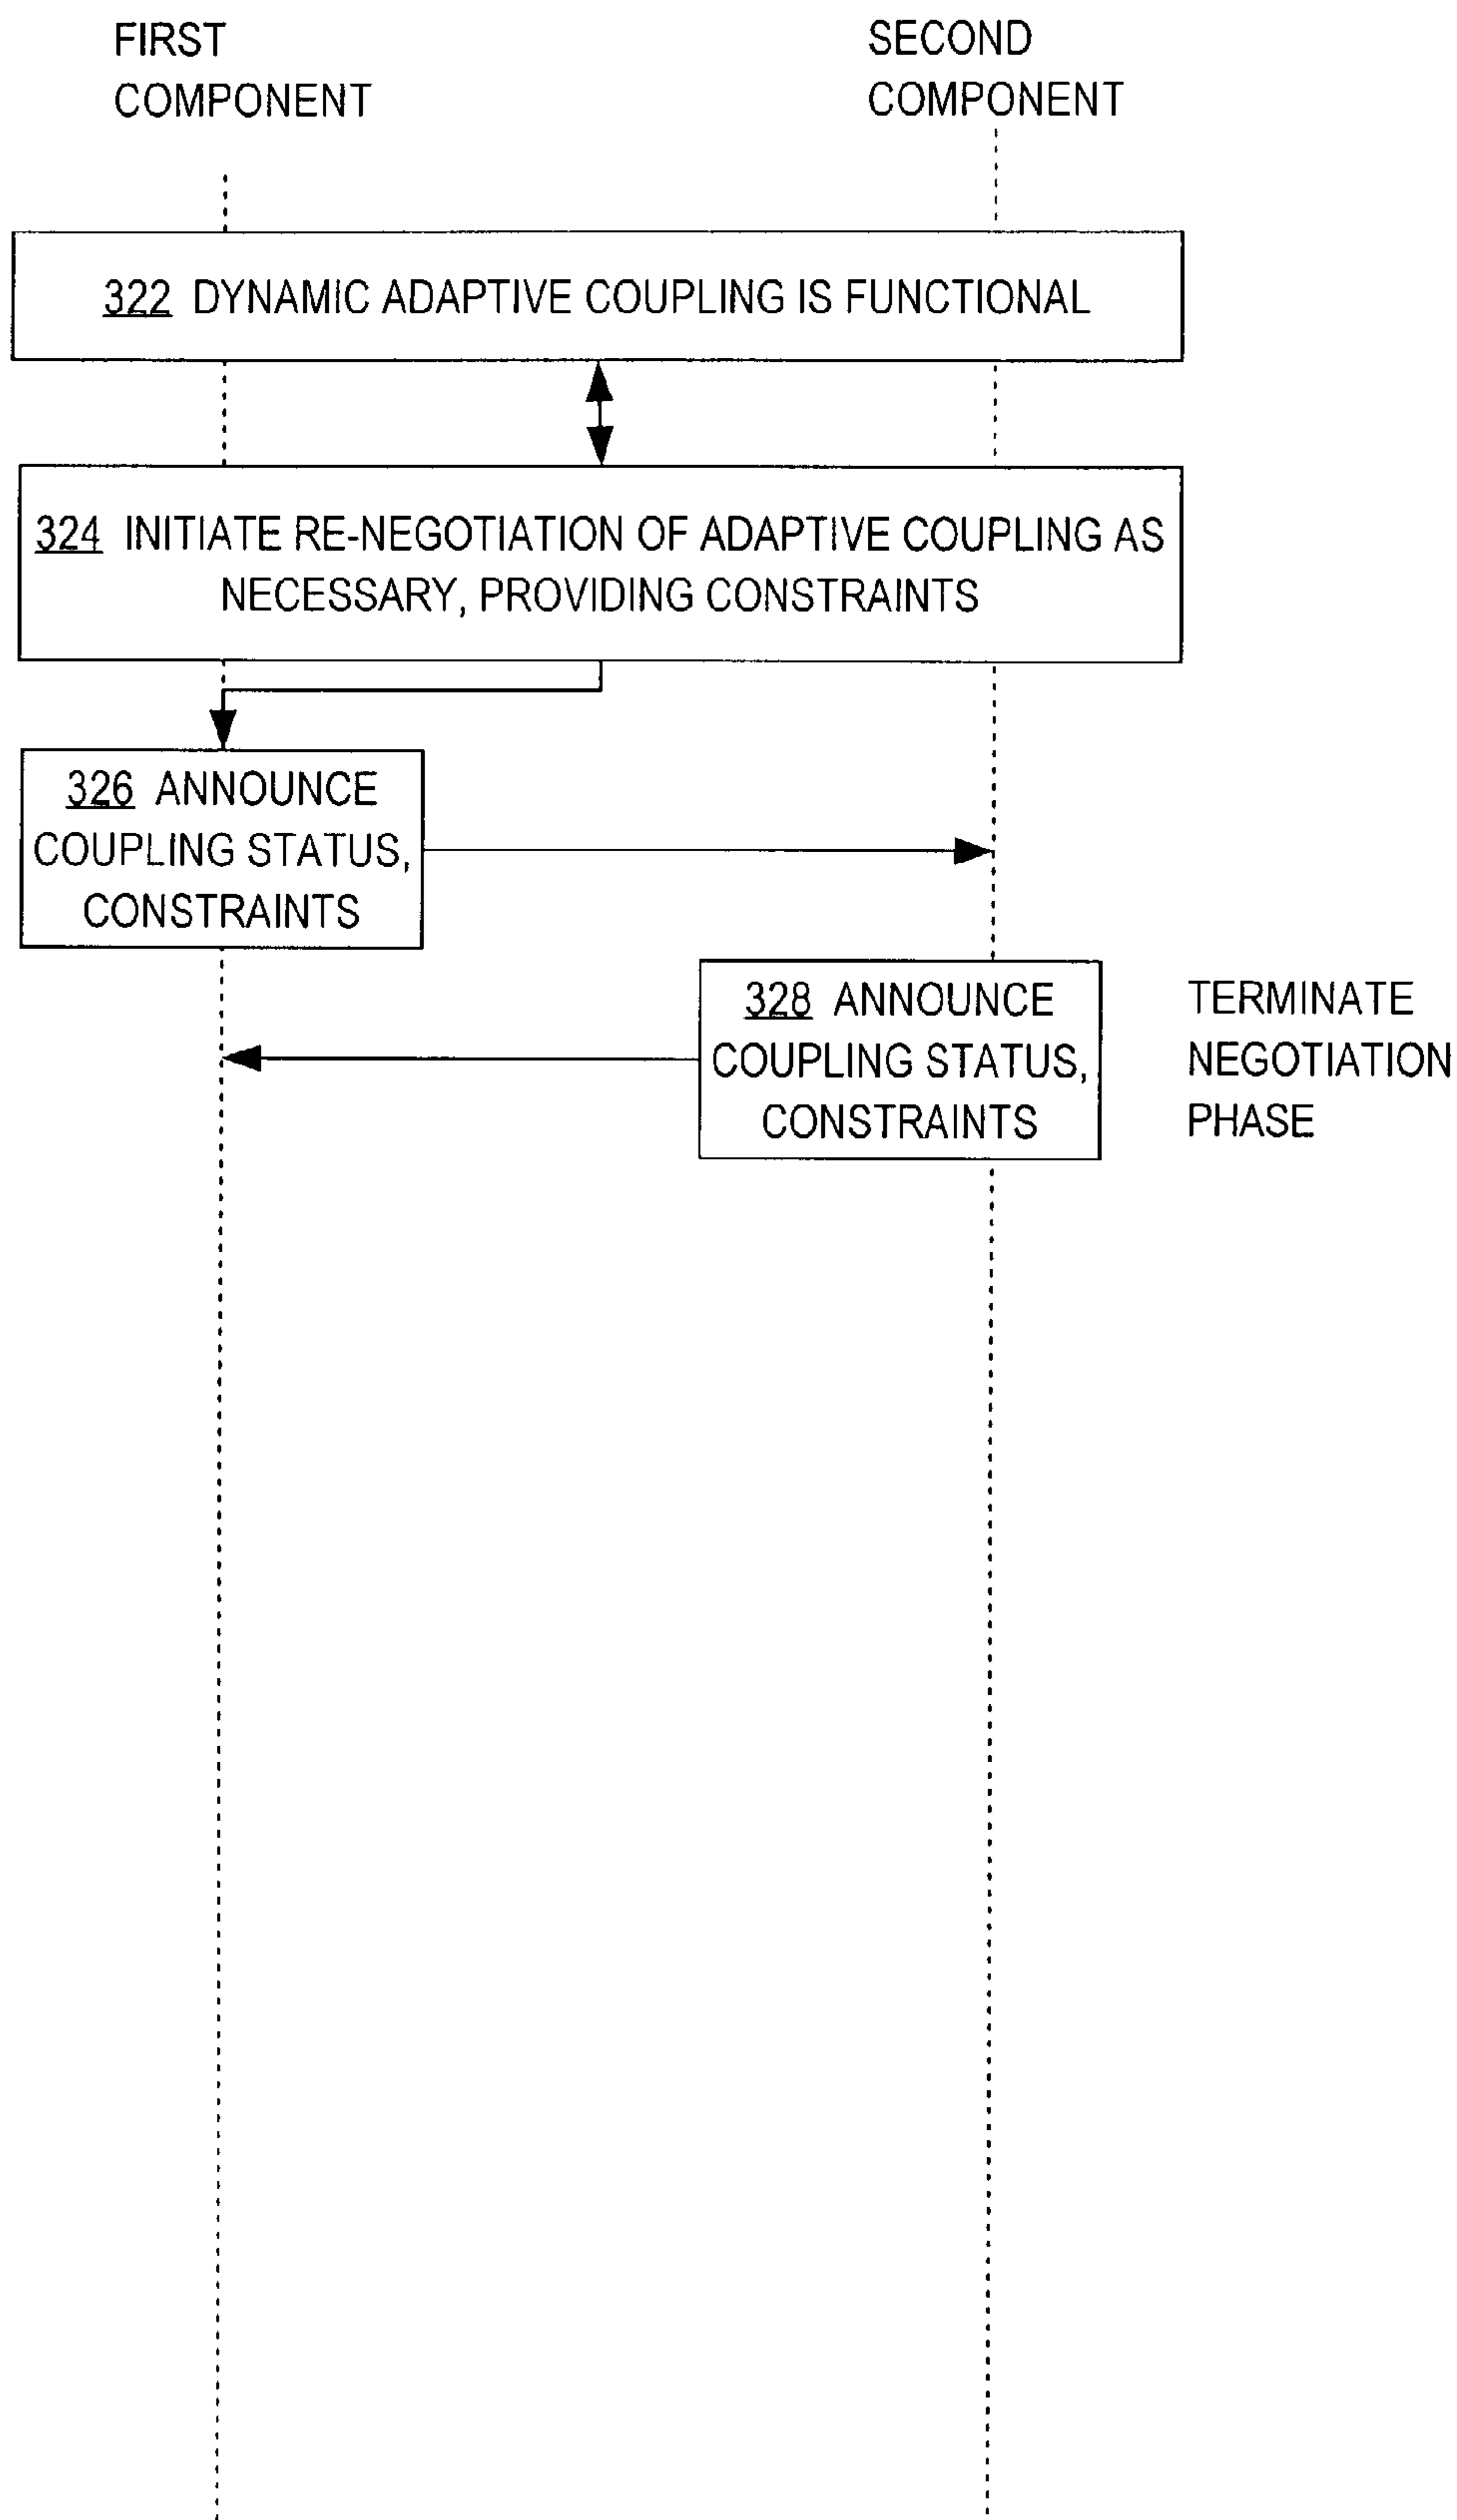 FIRST
COMPONENT
SECOND
COMPONENT
322 DYNAMIC ADAPTIVE COUPLING IS FUNCTIONAL
324 INITIATE RE-NEGOTIATION OF ADAPTIVE COUPLING AS
NECESSARY, PROVIDING CONSTRAINTS
326 ANNOUNCE
COUPLING STATUS,
CONSTRAINTS
328 ANNOUNCE
COUPLING STATUS,
CONSTRAINTS
TERMINATE
NEGOTIATION
PHASE